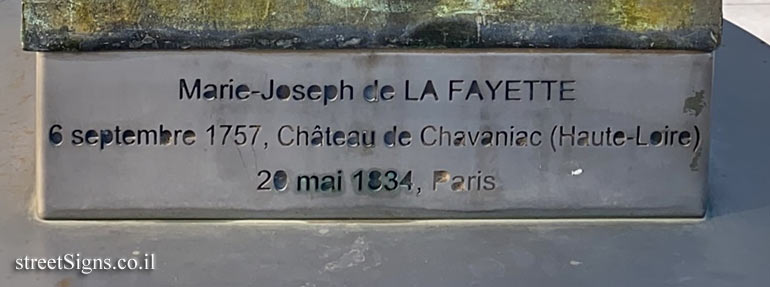 Marie-Joseph de LA FAYETTE
6 septembre 1757, Château de Chavaniac (Haute-Loire)
20 mai 1834, Paris
streetSigns.co.il